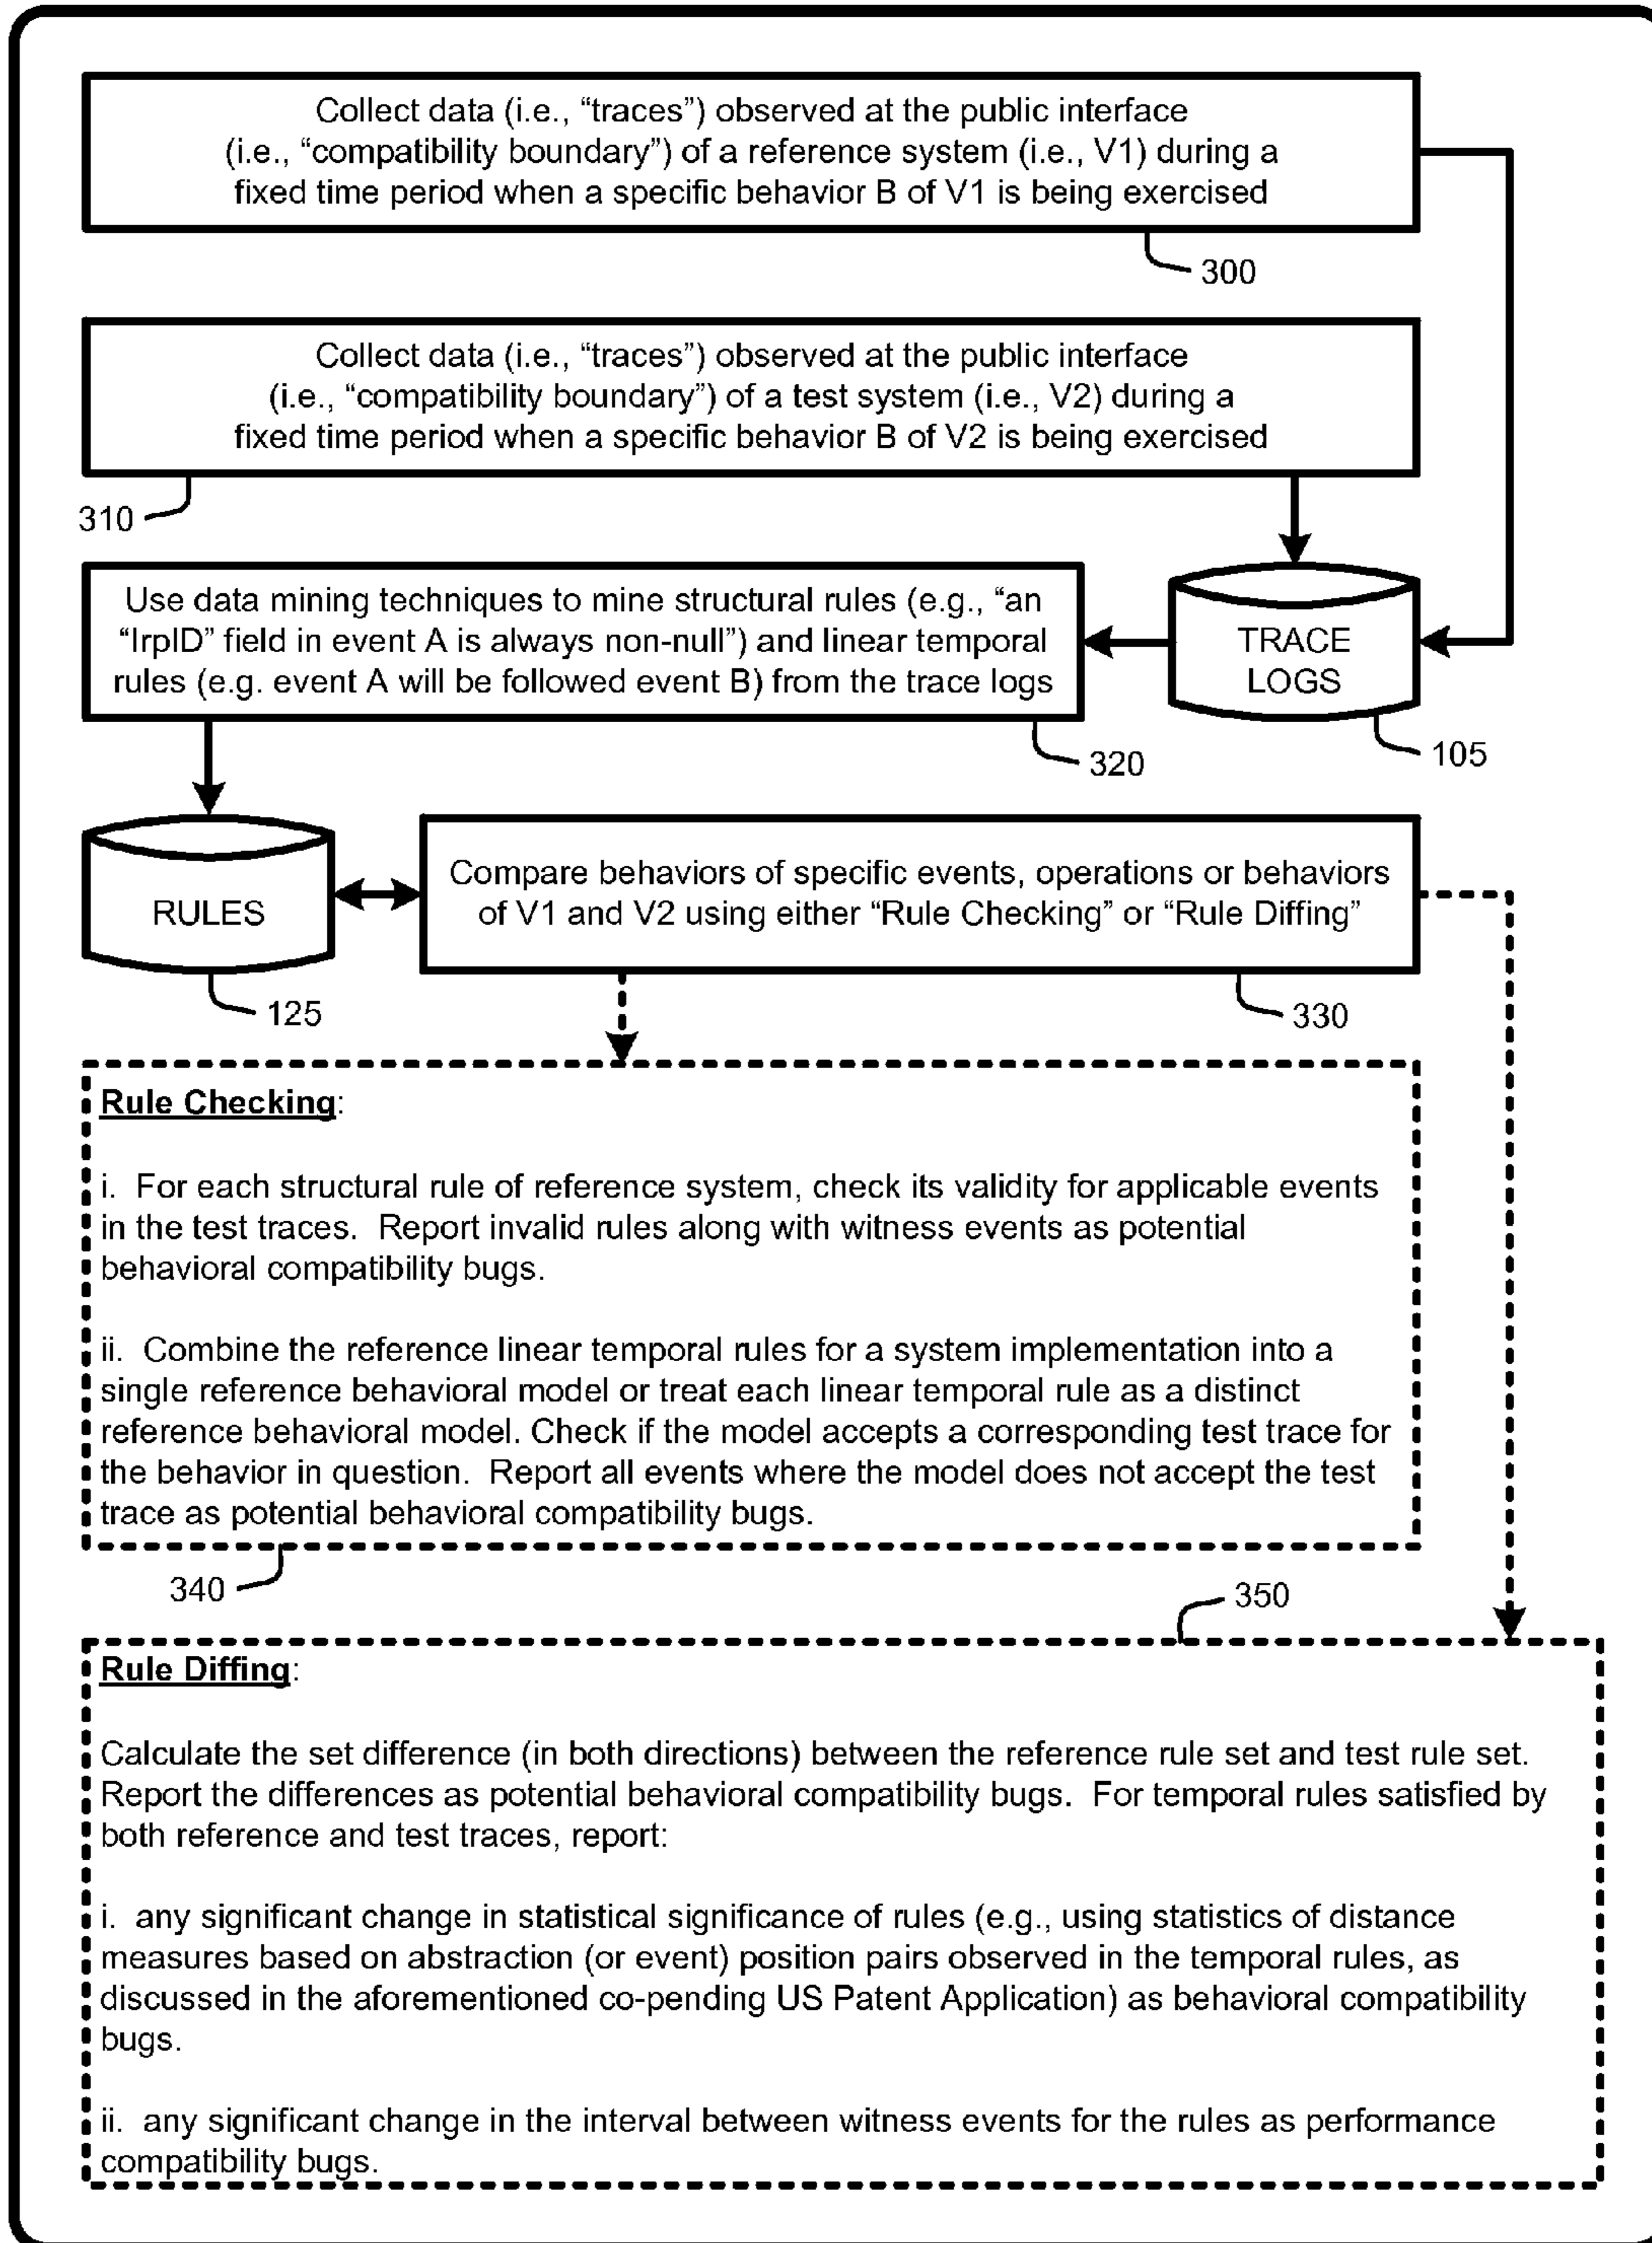 Collect data (i.e., “traces”) observed at the public interface
(i.e., “compatibility boundary”) of a reference system (i.e., V1) during a
fixed time period when a specific behavior B of V1 is being exercised
300
Collect data (i.e., “traces”) observed at the public interface
(i.e., “compatibility boundary”) of a test system (i.e., V2) during a
fixed time period when a specific behavior B of V2 is being exercised
310
Use data mining techniques to mine structural rules (e.g., “an
“IrpID” field in event A is always non-null”) and linear temporal
rules (e.g. event A will be followed event B) from the trace logs
320
TRACE
LOGS
105
RULES
125
Compare behaviors of specific events, operations or behaviors
of V1 and V2 using either “Rule Checking” or “Rule Diffing”
330
Rule Checking:
i. For each structural rule of reference system, check its validity for applicable events
in the test traces. Report invalid rules along with witness events as potential
behavioral compatibility bugs.
ii. Combine the reference linear temporal rules for a system implementation into a
single reference behavioral model or treat each linear temporal rule as a distinct
reference behavioral model. Check if the model accepts a corresponding test trace for
the behavior in question. Report all events where the model does not accept the test
trace as potential behavioral compatibility bugs.
340
350
Rule Diffing:
Calculate the set difference (in both directions) between the reference rule set and test rule set.
Report the differences as potential behavioral compatibility bugs. For temporal rules satisfied by
both reference and test traces, report:
i. any significant change in statistical significance of rules (e.g., using statistics of distance
measures based on abstraction (or event) position pairs observed in the temporal rules, as
discussed in the aforementioned co-pending US Patent Application) as behavioral compatibility
bugs.
ii. any significant change in the interval between witness events for the rules as performance
compatibility bugs.